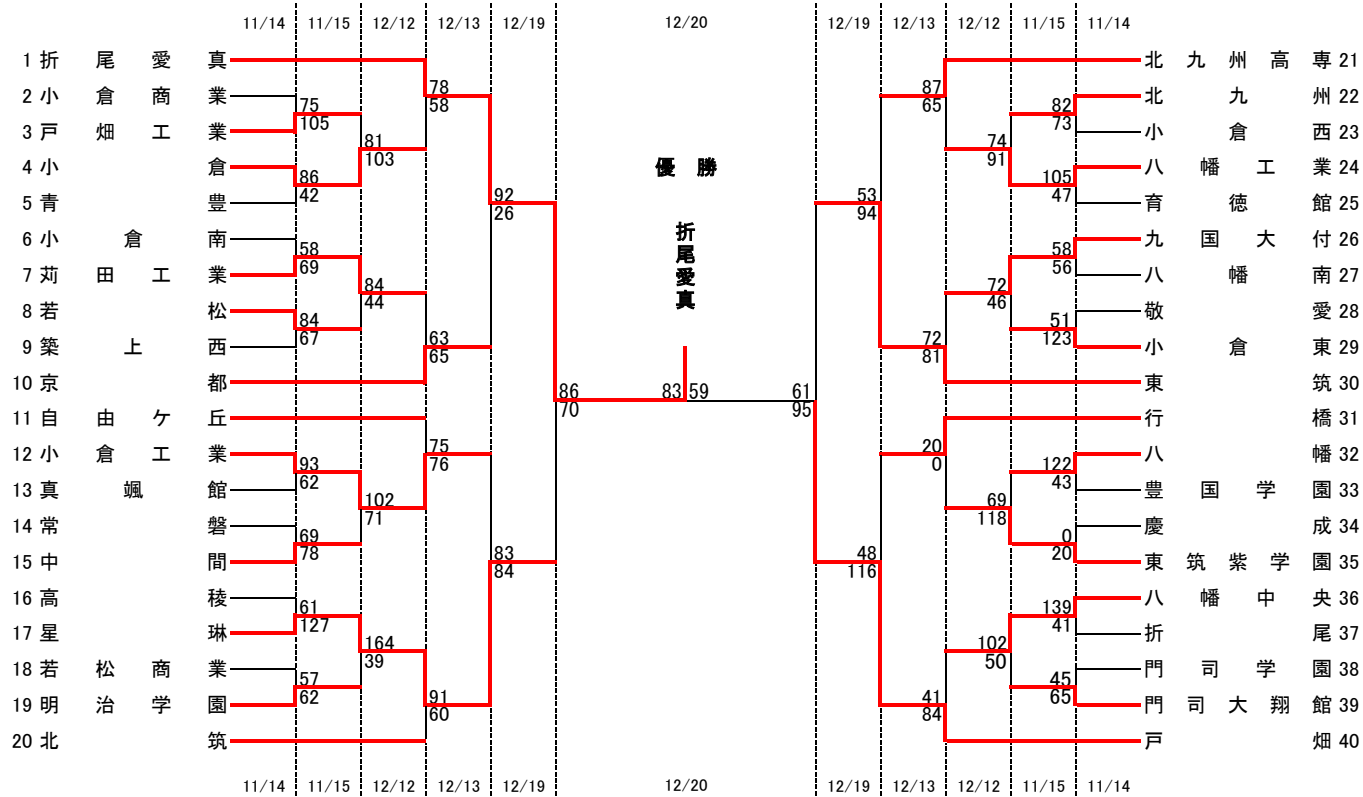 11/14 11/15 12/12 12/13 12/19 12/20 12/19 12/13 12/12 11/15 11/14
1 折尾愛真
2 小倉商業
3 戸畑工業
4 小倉
5 青豊
6 小倉南
7 苅田工業
8 若松
9 築上西
10 京都
11 自由ケ丘
12 小倉工業
13 真颯館
14 常磐
15 中間
16 高稜
17 星琳
18 若松商業
19 明治学園
20 北筑
75
105
86
42
58
69
84
67
93
62
69
78
61
127
57
62
81
103
84
44
102
71
164
39
78
58
63
65
75
76
91
60
92
26
83
84
86
70
優勝
折尾愛真
83 59
61
95
53
94
48
116
87
65
72
81
20
0
41
84
74
91
72
46
69
118
102
50
82
73
105
47
58
56
51
123
122
43
0
20
139
41
45
65
北九州高専 21
北九州 22
小倉西 23
八幡工業 24
育徳館 25
九国大付 26
八幡南 27
敬愛 28
小倉東 29
東筑 30
行橋 31
八幡 32
豊国学園 33
慶成 34
東筑紫学園 35
八幡中央 36
折尾 37
門司学園 38
門司大翔館 39
戸畑 40
11/14 11/15 12/12 12/13 12/19 12/20 12/19 12/13 12/12 11/15 11/14